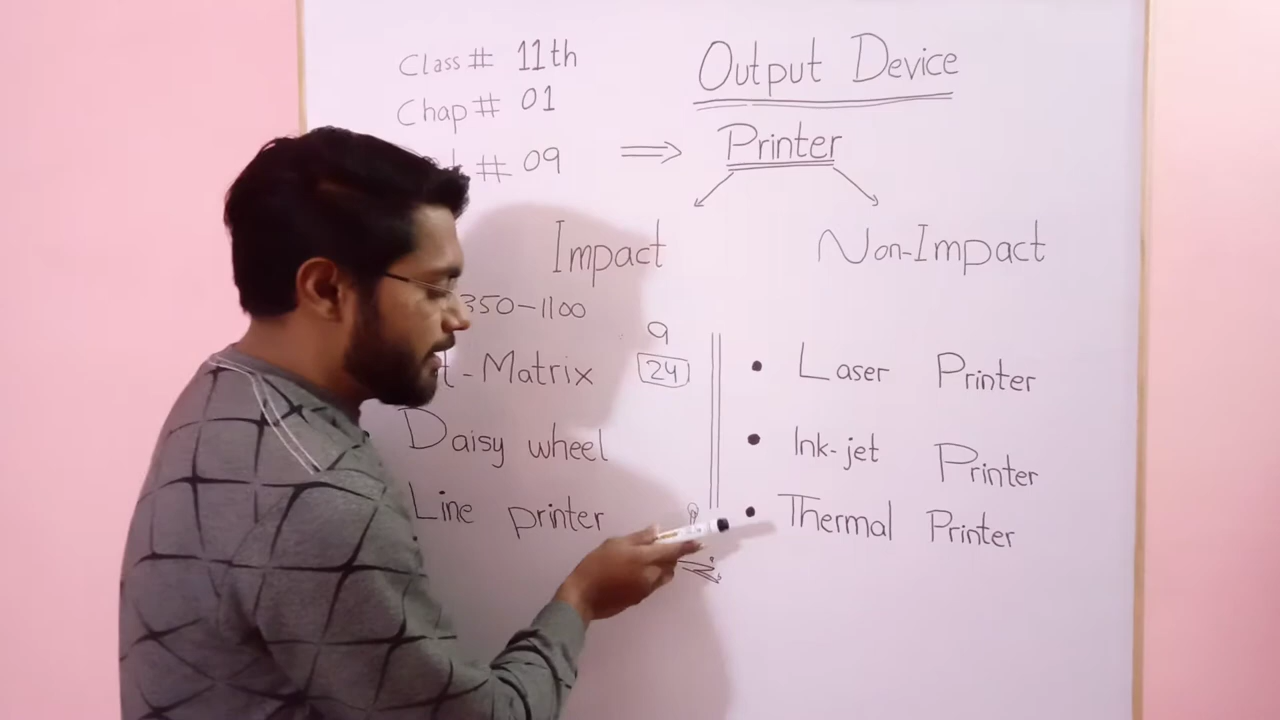 Class# 11th
Chap# 01
# 09
Output Device
⇒ Printer
Impact
Non-Impact
350-1100
9
t-Matrix
24
Daisy wheel
Line printer
• Laser Printer
• Ink-jet Printer
• Thermal Printer